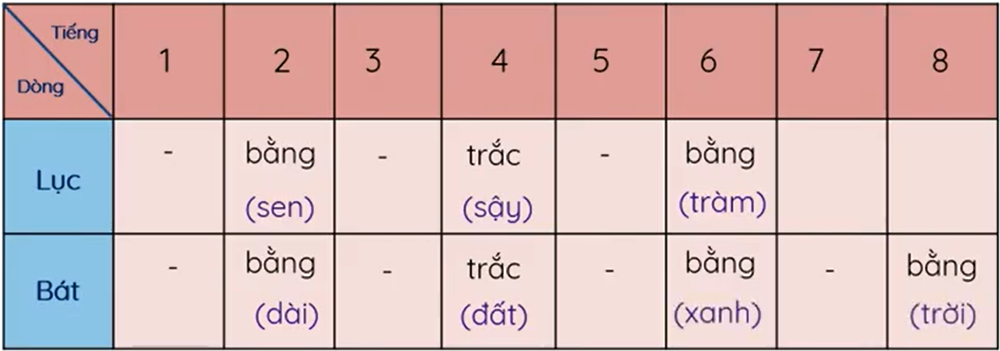 Tiếng
Dòng
1 2 3 4 5 6 7 8
Lục - bằng (sen) - trắc (sậy) - bằng (tràm)
Bát - bằng (dài) - trắc (đất) - bằng (xanh) - bằng (trời)